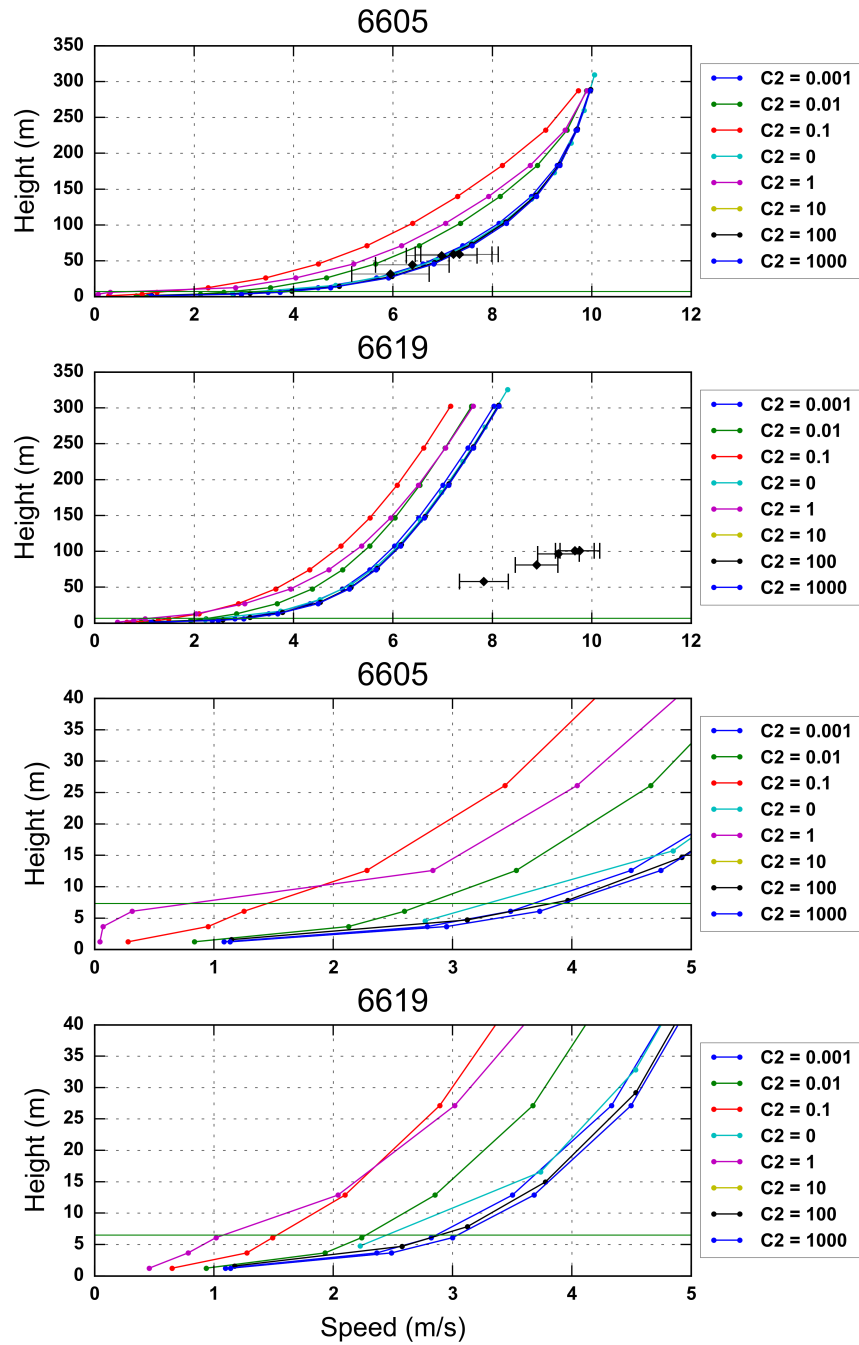 6605
Height (m)
350
300
250
200
150
100
50
0
0 2 4 6 8 10 12
C2 = 0.001
C2 = 0.01
C2 = 0.1
C2 = 0
C2 = 1
C2 = 10
C2 = 100
C2 = 1000
6619
Height (m)
350
300
250
200
150
100
50
0
0 2 4 6 8 10 12
C2 = 0.001
C2 = 0.01
C2 = 0.1
C2 = 0
C2 = 1
C2 = 10
C2 = 100
C2 = 1000
6605
Height (m)
40
35
30
25
20
15
10
5
0
0 1 2 3 4 5
C2 = 0.001
C2 = 0.01
C2 = 0.1
C2 = 0
C2 = 1
C2 = 10
C2 = 100
C2 = 1000
6619
Height (m)
40
35
30
25
20
15
10
5
0
0 1 2 3 4 5
C2 = 0.001
C2 = 0.01
C2 = 0.1
C2 = 0
C2 = 1
C2 = 10
C2 = 100
C2 = 1000
Speed (m/s)